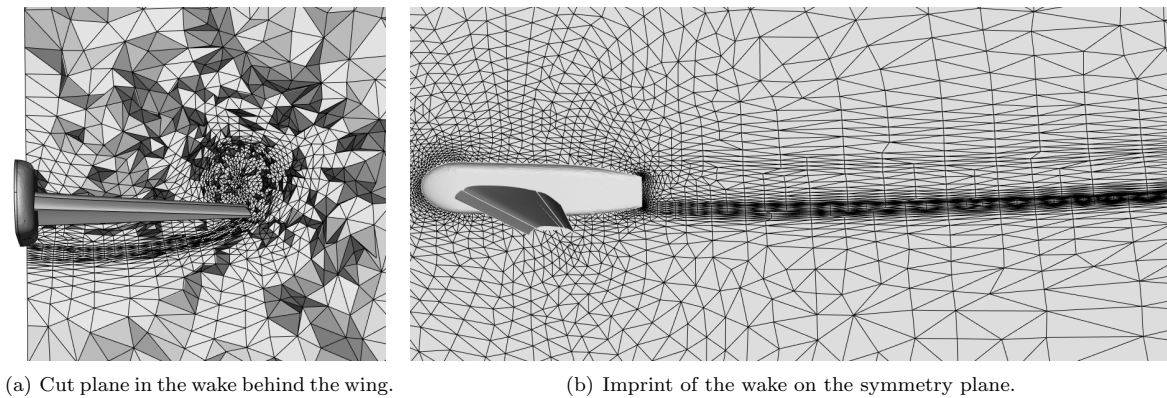 (a) Cut plane in the wake behind the wing.
(b) Imprint of the wake on the symmetry plane.